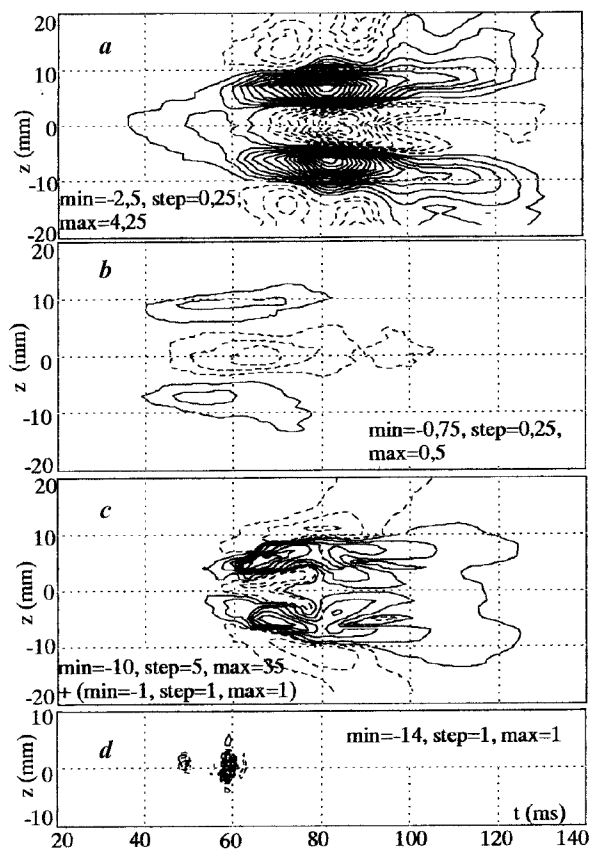 20
a
10
0
z (mm)
-10
min=-2,5, step=0,25,
max=4,25
-20
20
b
10
0
z (mm)
-10
min=-0,75, step=0,25,
max=0,5
-20
20
c
10
0
z (mm)
-10
min=-10, step=5, max=35
+ (min=-1, step=1, max=1)
-20
10
d
min=-14, step=1, max=1
0
z (mm)
-10
t (ms)
20 40 60 80 100 120 140